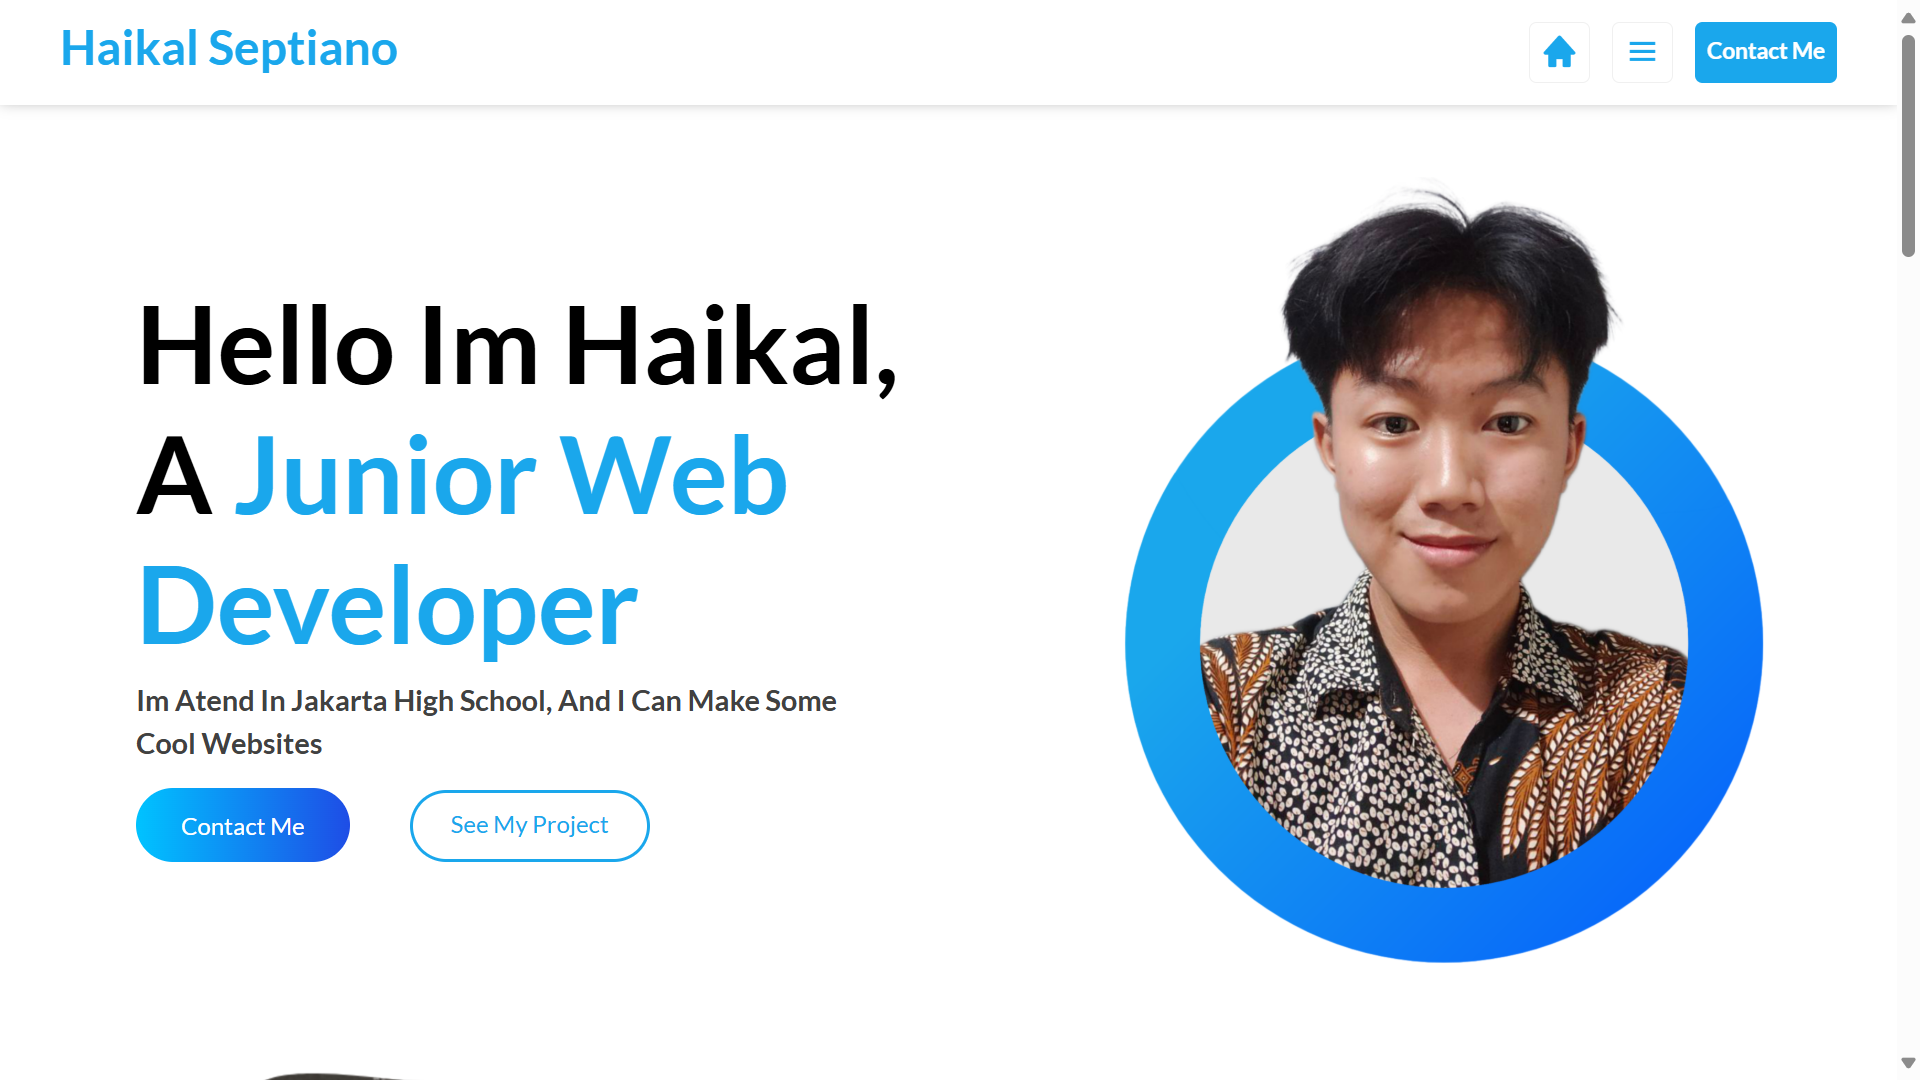 Haikal Septiano
Contact Me
Hello Im Haikal,
A Junior Web
Developer
Im Atend In Jakarta High School, And I Can Make Some
Cool Websites
Contact Me
See My Project